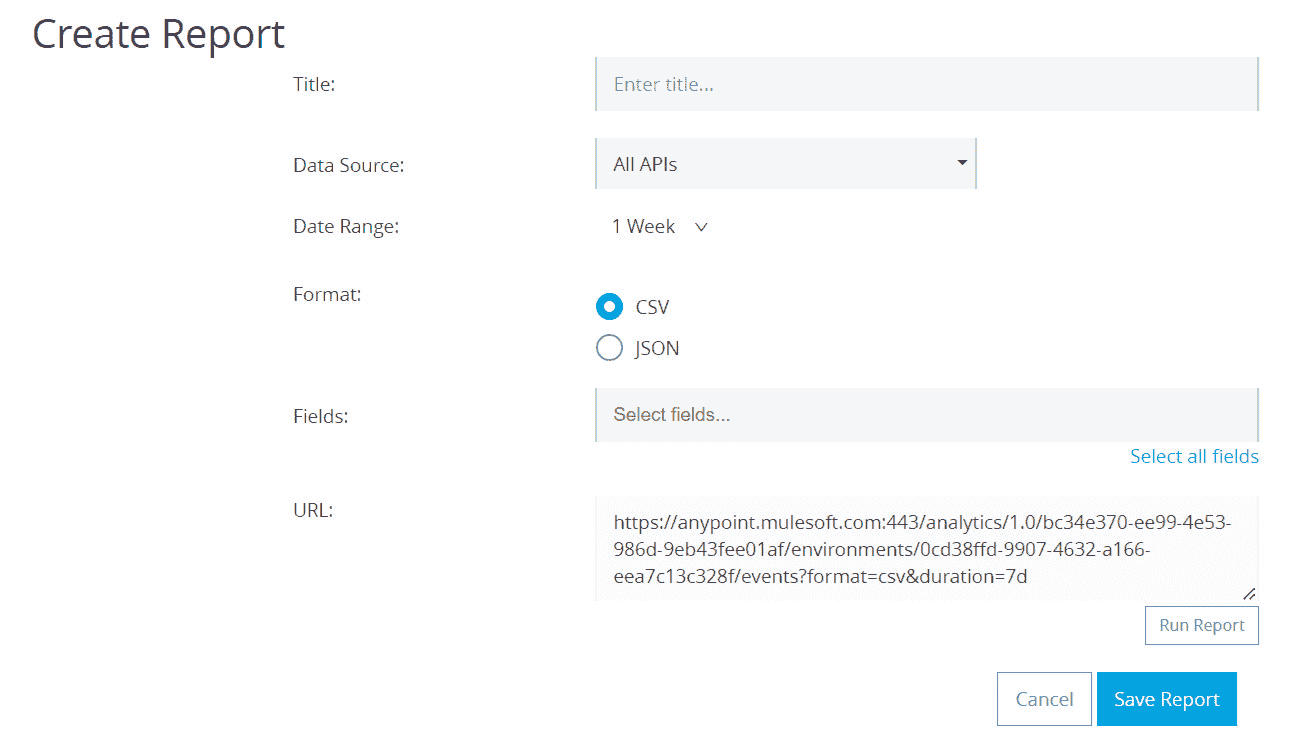 Create Report
Title:
Enter title...
Data Source:
All APIs
Date Range:
1 Week
Format:
CSV
JSON
Fields:
Select fields...
Select all fields
URL:
https://anypoint.mulesoft.com:443/analytics/1.0/bc34e370-ee99-4e53-
986d-9eb43fee01af/environments/0cd38ffd-9907-4632-a166-
eea7c13c328f/events?format=csv&duration=7d
Run Report
Cancel
Save Report